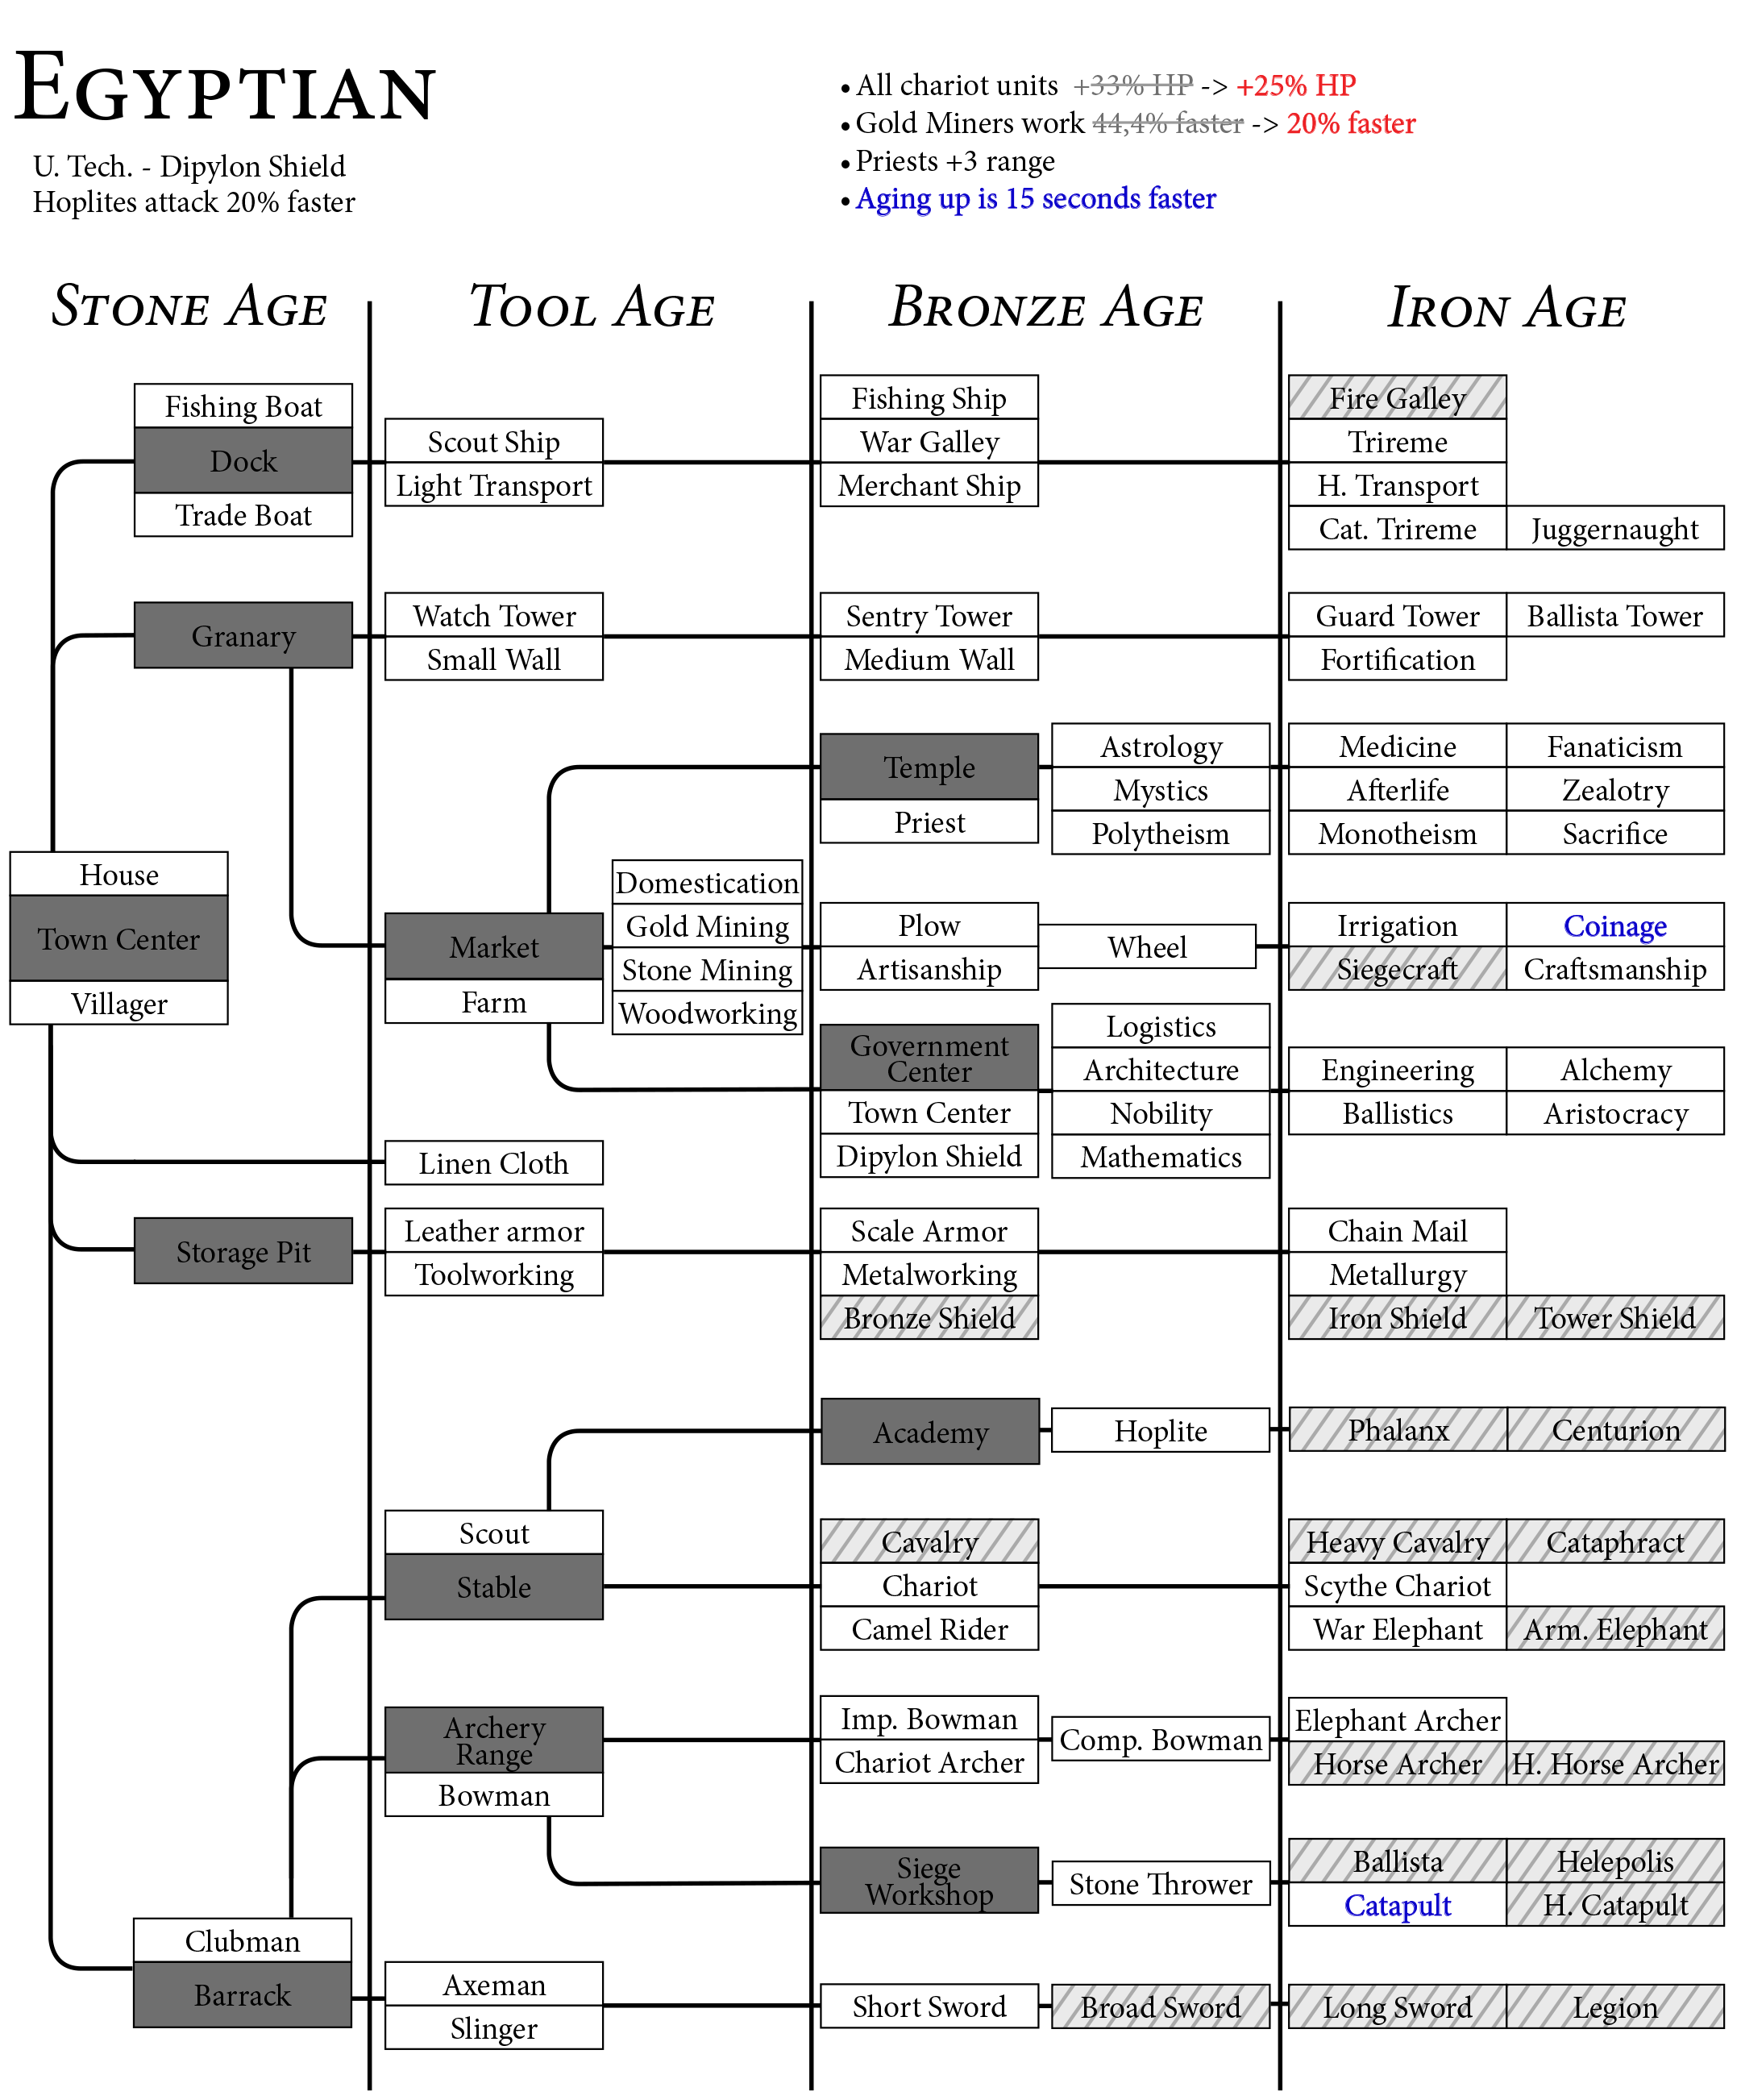 EGYPTIAN
U. Tech. - Dipylon Shield
Hoplites attack 20% faster
• All chariot units +33% HP -> +25% HP
• Gold Miners work 44,4% faster -> 20% faster
• Priests +3 range
• Aging up is 15 seconds faster
STONE AGE
TOOL AGE
BRONZE AGE
IRON AGE
Fishing Boat
Dock
Trade Boat
Scout Ship
Light Transport
Fishing Ship
War Galley
Merchant Ship
Fire Galley
Trireme
H. Transport
Cat. Trireme
Juggernaught
Granary
Watch Tower
Small Wall
Sentry Tower
Medium Wall
Guard Tower
Ballista Tower
Fortification
Temple
Priest
Astrology
Mystics
Polytheism
Medicine
Fanaticism
Afterlife
Zealotry
Monotheism
Sacrifice
House
Town Center
Villager
Market
Farm
Domestication
Gold Mining
Stone Mining
Woodworking
Plow
Artisanship
Wheel
Irrigation
Coinage
Siegecraft
Craftsmanship
Government
Center
Town Center
Dipylon Shield
Logistics
Architecture
Nobility
Mathematics
Engineering
Alchemy
Ballistics
Aristocracy
Linen Cloth
Storage Pit
Leather armor
Toolworking
Scale Armor
Metalworking
Bronze Shield
Chain Mail
Metallurgy
Iron Shield
Tower Shield
Academy
Hoplite
Phalanx
Centurion
Scout
Stable
Cavalry
Chariot
Camel Rider
Heavy Cavalry
Cataphract
Scythe Chariot
War Elephant
Arm. Elephant
Archery
Range
Bowman
Imp. Bowman
Chariot Archer
Comp. Bowman
Elephant Archer
Horse Archer
H. Horse Archer
Siege
Workshop
Stone Thrower
Ballista
Helepolis
Catapult
H. Catapult
Clubman
Barrack
Axeman
Slinger
Short Sword
Broad Sword
Long Sword
Legion